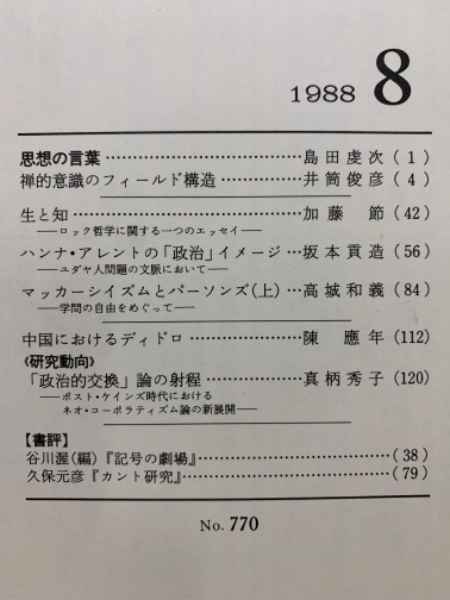 1988 8
思想の言葉……………………………島田虔次（1）
禅的意識のフィールド構造……………井筒俊彦（4）
生と知……………………………加藤 節（42）
——ロック哲学に関する一つのエッセイ——
ハンナ・アレントの「政治」イメージ…坂本貢造（56）
——ユダヤ人問題の文脈において——
マッカーシイズムとパーソンズ(上)…高城和義（84）
——学問の自由をめぐって——
中国におけるディドロ…………………陳 應年（112）
《研究動向》
「政治的交換」論の射程………………真柄秀子（120）
——ポスト・ケインズ時代における
ネオ・コーポラティズム論の新展開——
【書評】
谷川渥(編)『記号の劇場』……………………………（38）
久保元彦『カント研究』……………………………（79）
No. 770